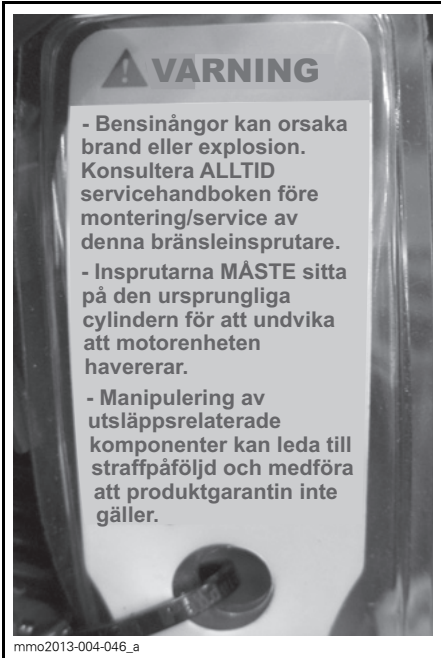 VARNING
- Bensinångor kan orsaka
brand eller explosion.
Konsultera ALLTID
servicehandboken före
montering/service av
denna bränsleinsprutare.
- Insprutarna MÅSTE sitta
på den ursprungliga
cylindern för att undvika
att motorenheten
havererar.
- Manipulering av
utsläppsrelaterade
komponenter kan leda till
straffpåföljd och medföra
att produktgarantin inte
gäller.
mmo2013-004-046_a